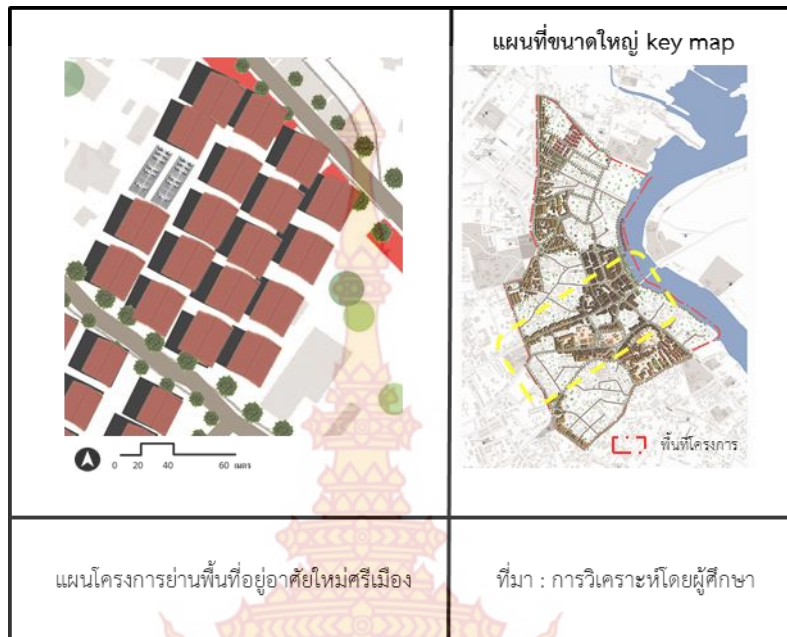 แผนที่ขนาดใหญ่ key map
พื้นที่โครงการ
0 20 40 60 เมตร
แผนโครงการย่านพื้นที่อยู่อาศัยใหม่ศรีเมือง
ที่มา : การวิเคราะห์โดยผู้ศึกษา